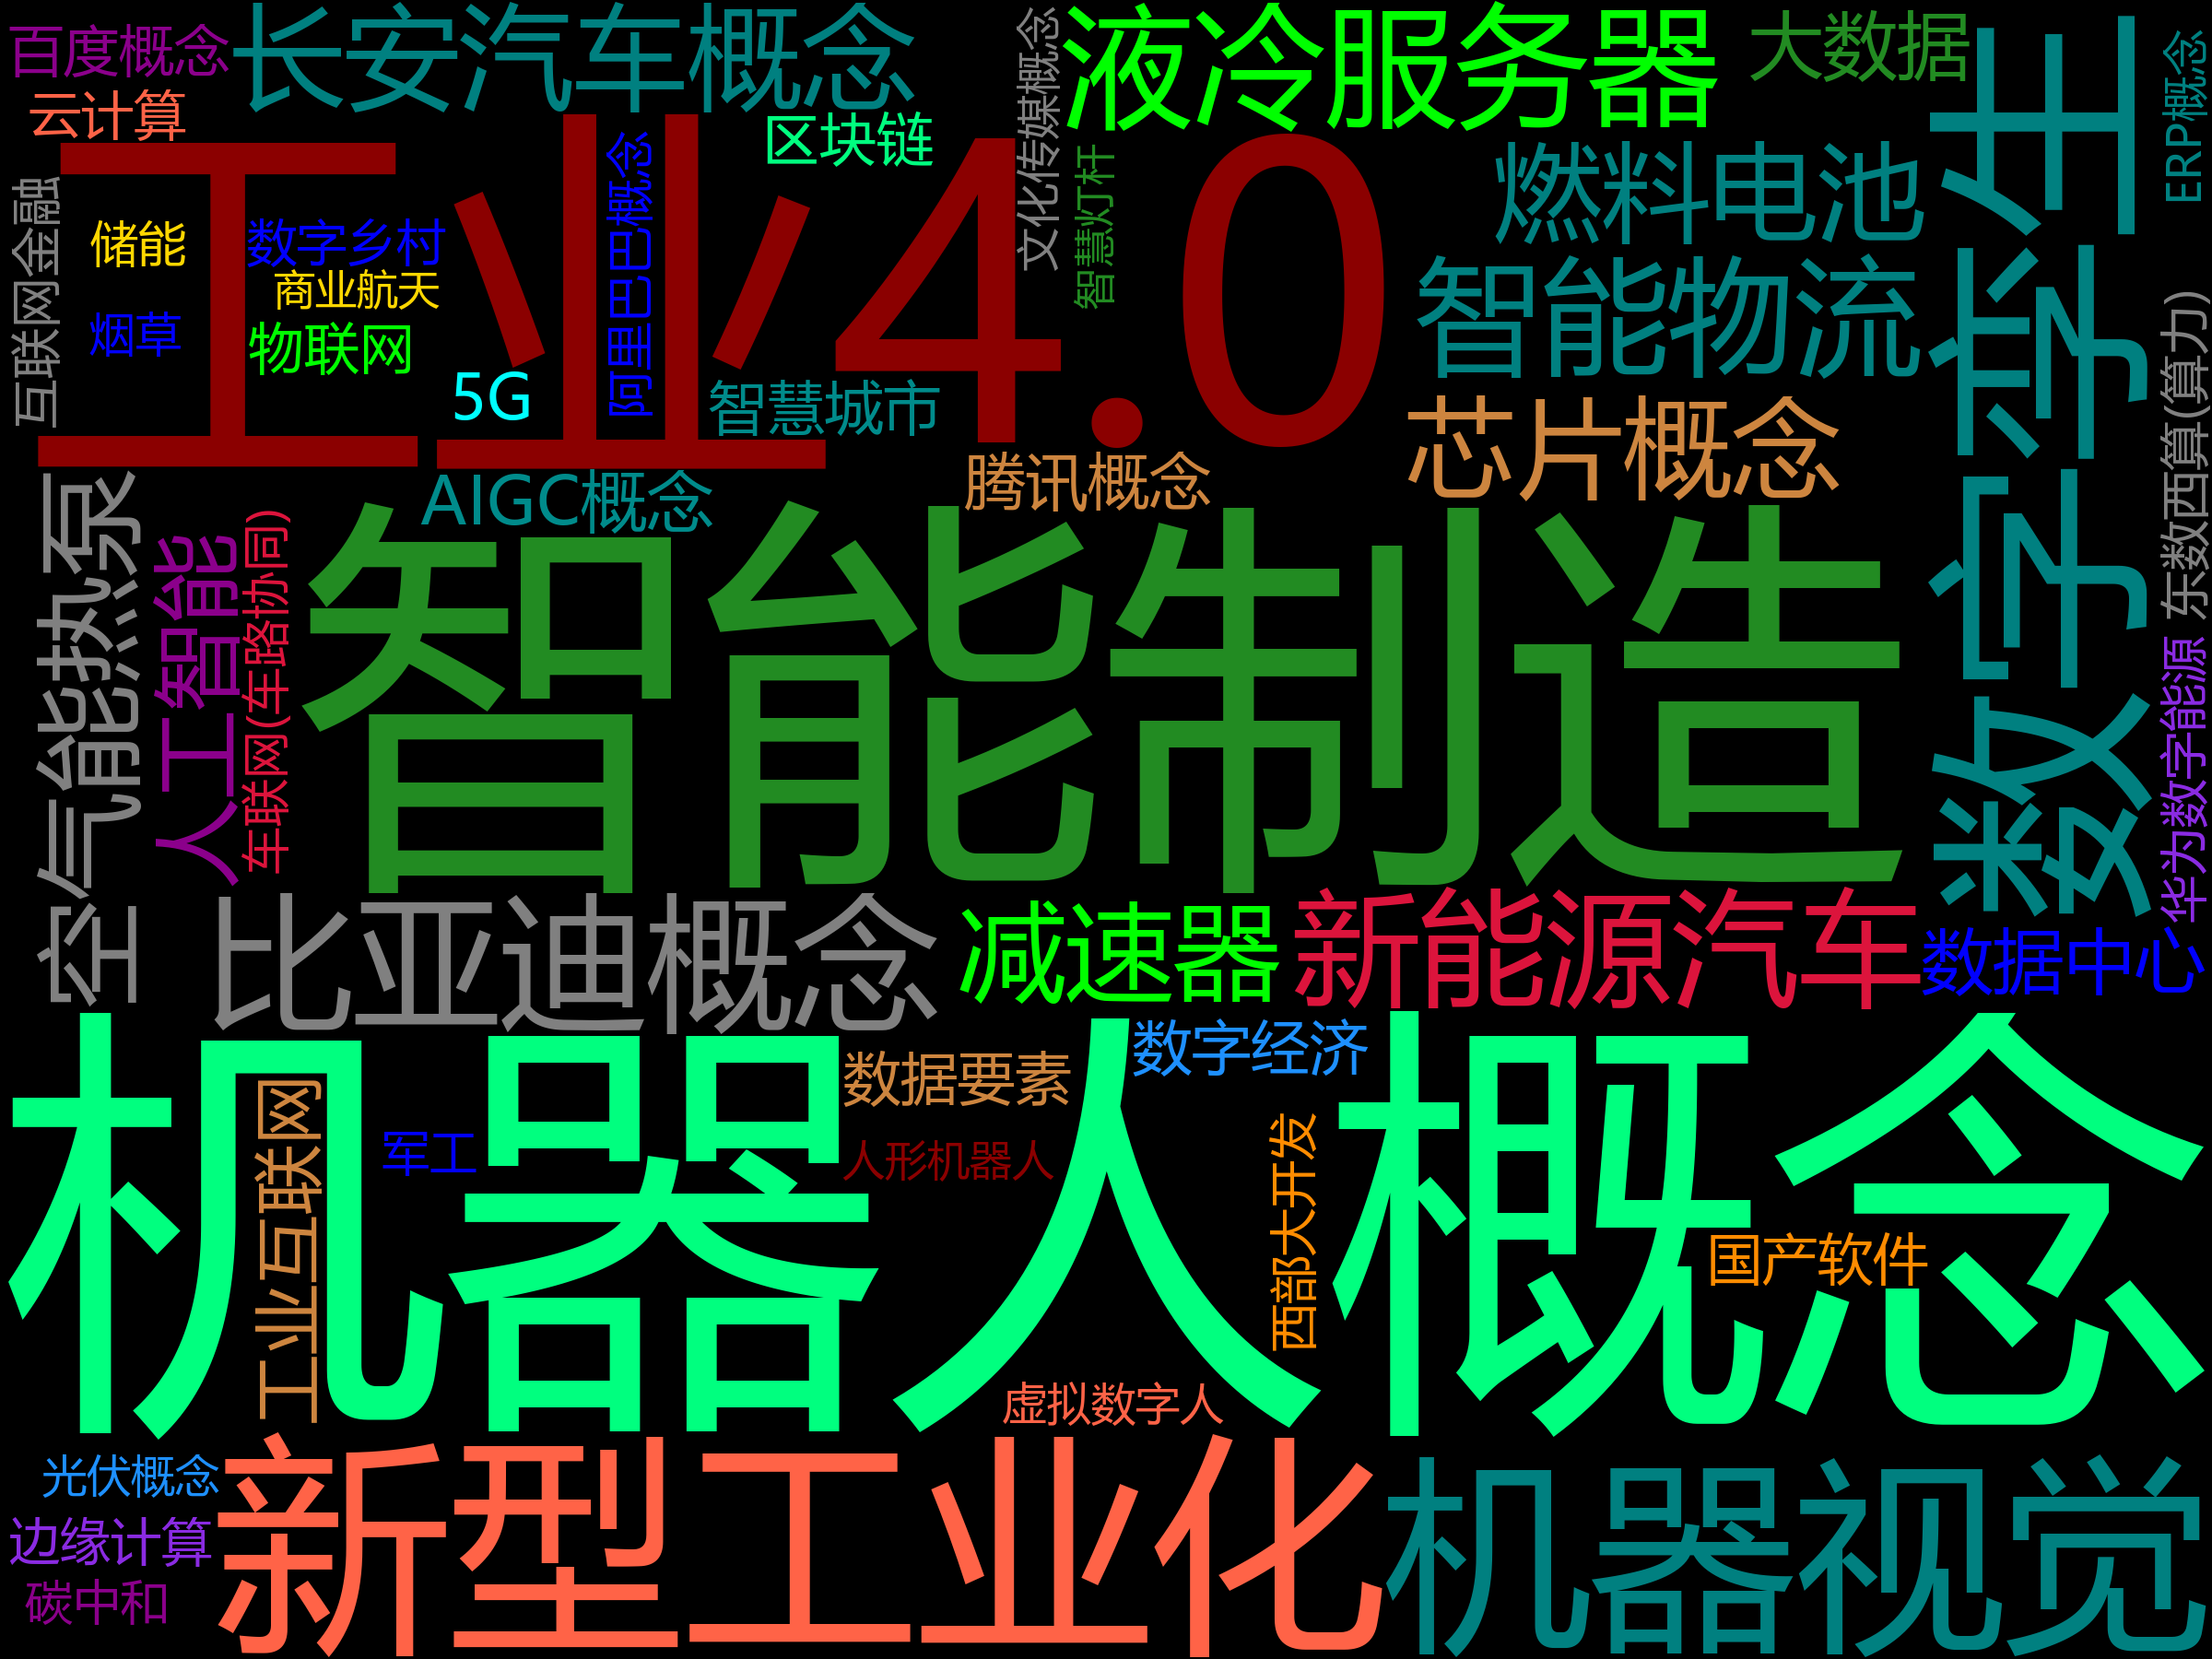 百度概念
长安汽车概念
液冷服务器
大数据
ERP概念
云计算
区块链
文化传媒概念
智慧灯杆
燃料电池
数字孪生
工业4.0
阿里巴巴概念
互联网金融
储能
数字乡村
商业航天
烟草
物联网
5G
智慧城市
智能物流
东数西算(算力)
芯片概念
腾讯概念
AIGC概念
空气能热泵
人工智能
车联网(车路协同)
智能制造
华为数字能源
比亚迪概念
减速器
新能源汽车
数据中心
机器人概念
数据要素
数字经济
工业互联网
军工
人形机器人
西部大开发
国产软件
虚拟数字人
光伏概念
新型工业化
机器视觉
边缘计算
碳中和